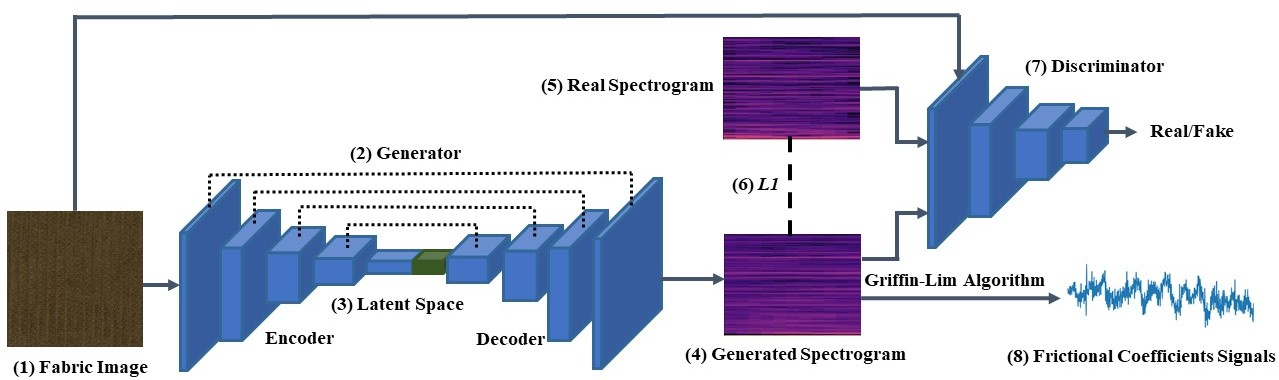 (7) Discriminator
(5) Real Spectrogram
Real/Fake
(2) Generator
(6) L1
Griffin-Lim Algorithm
(3) Latent Space
Encoder
Decoder
(1) Fabric Image
(4) Generated Spectrogram
(8) Frictional Coefficients Signals